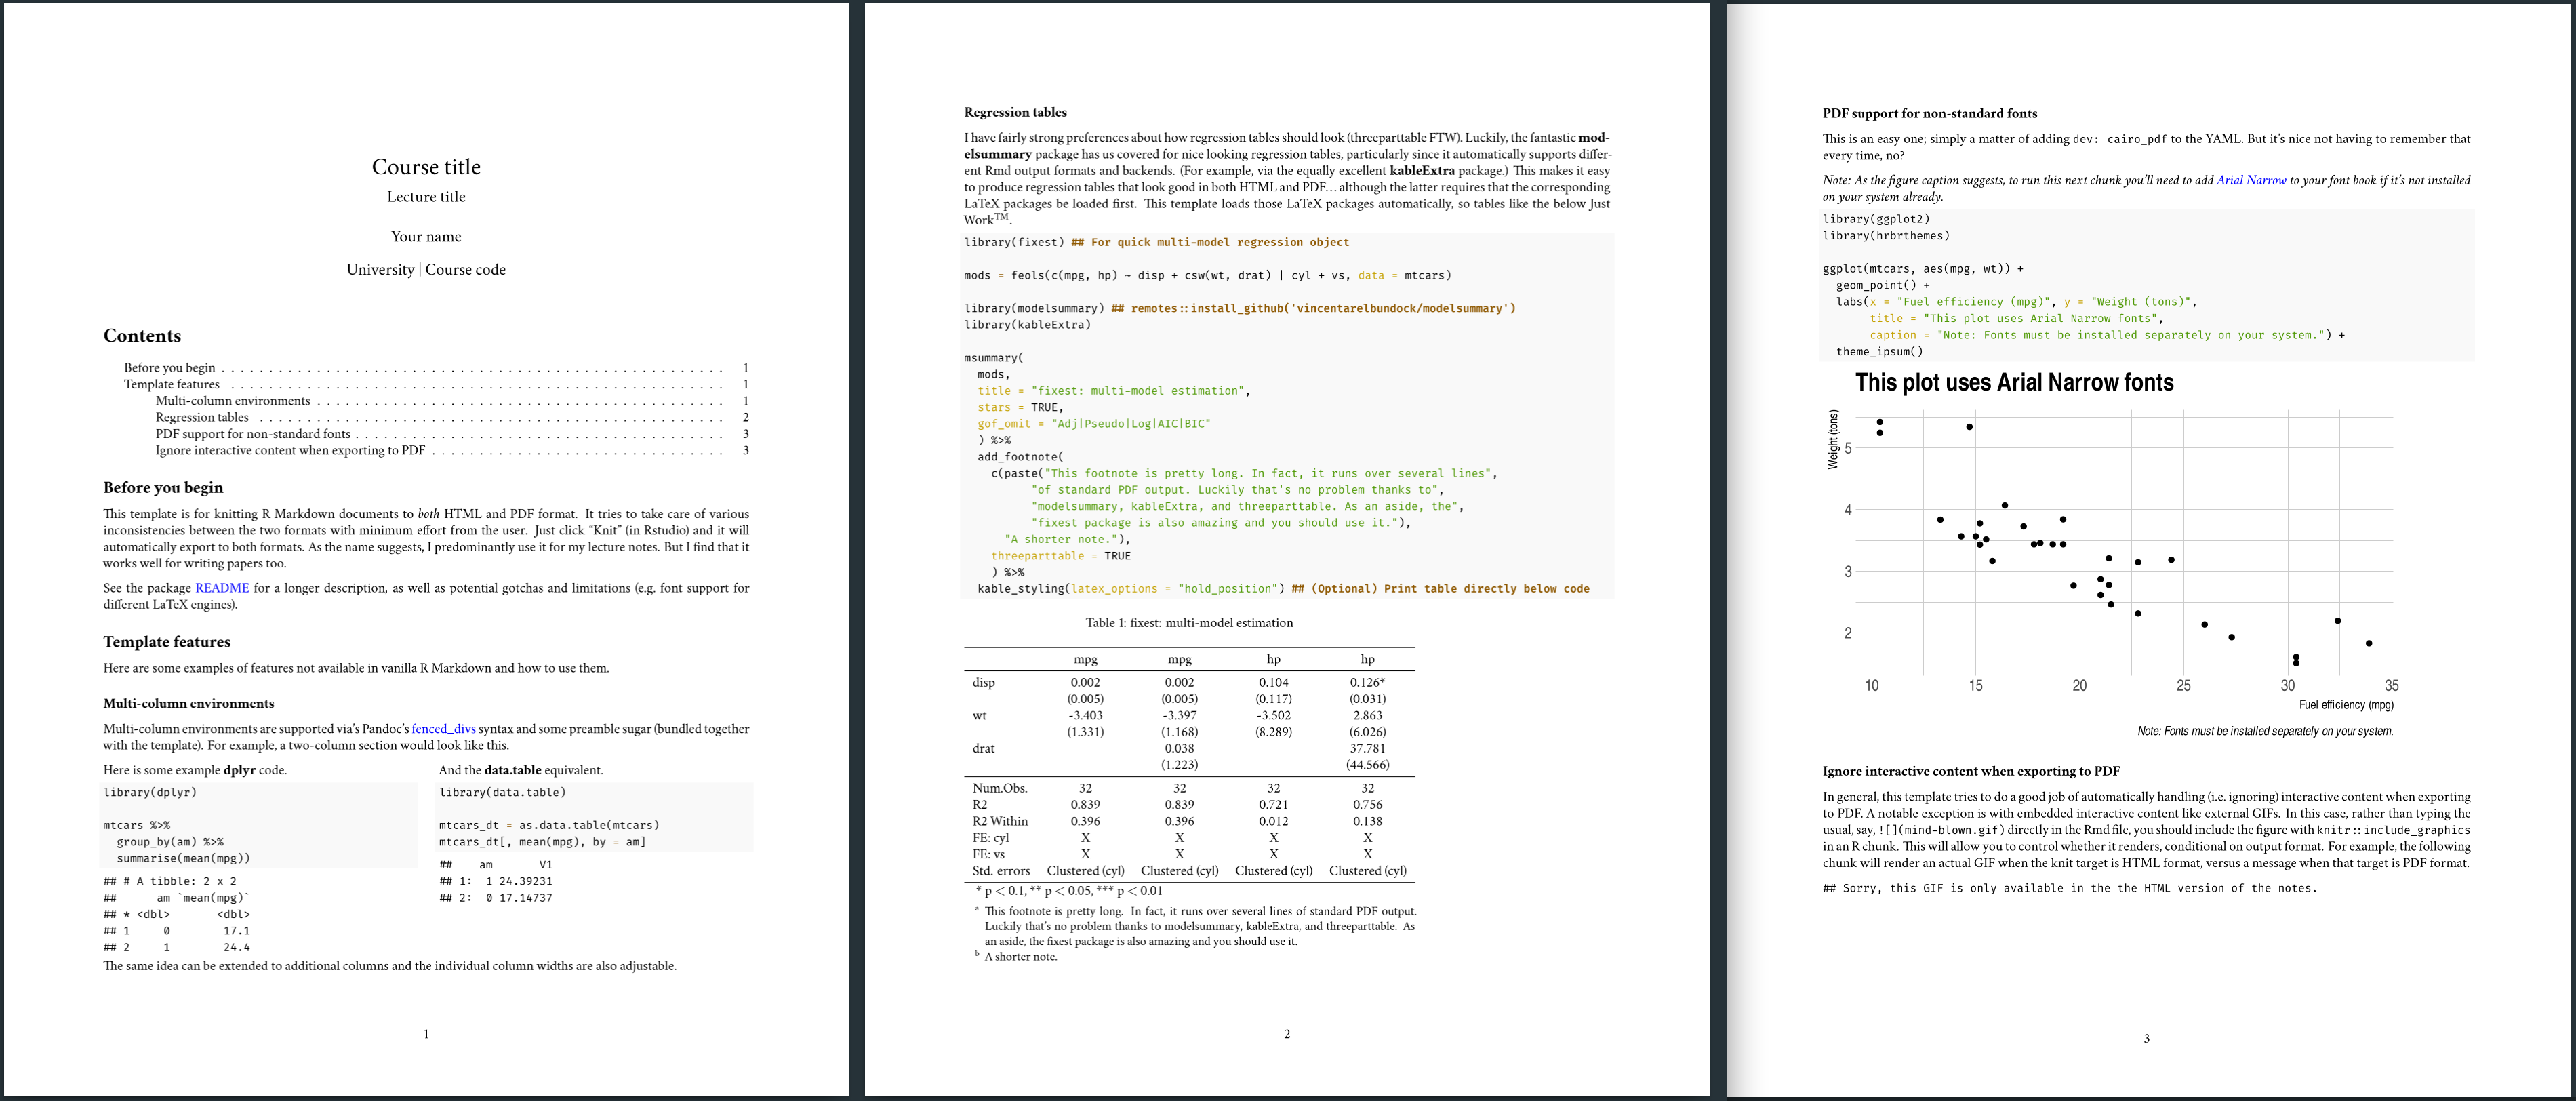 Course title
Lecture title
Your name
University | Course code
Contents
Before you begin . . . . . . . . . . . . . . . . . . . . 1
Template features . . . . . . . . . . . . . . . . . . . . 1
Multi-column environments . . . . . . . . . . . . . . . . . . . . 1
Regression tables . . . . . . . . . . . . . . . . . . . . 2
PDF support for non-standard fonts . . . . . . . . . . . . . . . . . . . . 3
Ignore interactive content when exporting to PDF . . . . . . . . . . . . . . . . . . . . 3
Before you begin
This template is for knitting R Markdown documents to both HTML and PDF format. It tries to take care of various
inconsistencies between the two formats with minimum effort from the user. Just click “Knit” (in Rstudio) and it will
automatically export to both formats. As the name suggests, I predominantly use it for my lecture notes. But I find that it
works well for writing papers too.
See the package README for a longer description, as well as potential gotchas and limitations (e.g. font support for
different LaTeX engines).
Template features
Here are some examples of features not available in vanilla R Markdown and how to use them.
Multi-column environments
Multi-column environments are supported via's Pandoc's fenced_divs syntax and some preamble sugar (bundled together
with the template). For example, a two-column section would look like this.
Here is some example dplyr code.
library(dplyr)
mtcars %>%
group_by(am) %>%
summarise(mean(mpg))
## # A tibble: 2 x 2
## am `mean(mpg)`
## * <dbl> <dbl>
## 1 0 17.1
## 2 1 24.4
And the data.table equivalent.
library(data.table)
mtcars_dt = as.data.table(mtcars)
mtcars_dt[, mean(mpg), by = am]
## am V1
## 1: 1 24.39231
## 2: 0 17.14737
The same idea can be extended to additional columns and the individual column widths are also adjustable.
1
Regression tables
I have fairly strong preferences about how regression tables should look (threeparttable FTW). Luckily, the fantastic mod-
elsummary package has us covered for nice looking regression tables, particularly since it automatically supports differ-
ent Rmd output formats and backends. (For example, via the equally excellent kableExtra package.) This makes it easy
to produce regression tables that look good in both HTML and PDF… although the latter requires that the corresponding
LaTeX packages be loaded first. This template loads those LaTeX packages automatically, so tables like the below Just
Work™.
library(fixest) ## For quick multi-model regression object
mods = feols(c(mpg, hp) ~ disp + csw(wt, drat) | cyl + vs, data = mtcars)
library(modelsummary) ## remotes::install_github('vincentarelbundock/modelsummary')
library(kableExtra)
msummary(
mods,
title = "fixest: multi-model estimation",
stars = TRUE,
gof_omit = "Adj|Pseudo|Log|AIC|BIC"
) %>%
add_footnote(
c(paste("This footnote is pretty long. In fact, it runs over several lines",
"of standard PDF output. Luckily that's no problem thanks to",
"modelsummary, kableExtra, and threeparttable. As an aside, the",
"fixest package is also amazing and you should use it."),
"A shorter note."),
threeparttable = TRUE
) %>%
kable_styling(latex_options = "hold_position") ## (Optional) Print table directly below code
Table 1: fixest: multi-model estimation
mpg mpg hp hp
disp 0.002 0.002 0.104 0.126*
(0.005) (0.005) (0.117) (0.031)
wt -3.403 -3.397 -3.502 2.863
(1.331) (1.168) (8.289) (6.026)
drat 0.038 37.781
(1.223) (44.566)
Num.Obs. 32 32 32 32
R2 0.839 0.839 0.721 0.756
R2 Within 0.396 0.396 0.012 0.138
FE: cyl X X X X
FE: vs X X X X
Std. errors Clustered (cyl) Clustered (cyl) Clustered (cyl) Clustered (cyl)
* p < 0.1, ** p < 0.05, *** p < 0.01
a This footnote is pretty long. In fact, it runs over several lines of standard PDF output.
Luckily that's no problem thanks to modelsummary, kableExtra, and threeparttable. As
an aside, the fixest package is also amazing and you should use it.
b A shorter note.
2
PDF support for non-standard fonts
This is an easy one; simply a matter of adding dev: cairo_pdf to the YAML. But it's nice not having to remember that
every time, no?
Note: As the figure caption suggests, to run this next chunk you'll need to add Arial Narrow to your font book if it's not installed
on your system already.
library(ggplot2)
library(hrbrthemes)
ggplot(mtcars, aes(mpg, wt)) +
geom_point() +
labs(x = "Fuel efficiency (mpg)", y = "Weight (tons)",
title = "This plot uses Arial Narrow fonts",
caption = "Note: Fonts must be installed separately on your system.") +
theme_ipsum()
This plot uses Arial Narrow fonts
Weight (tons)
5
4
3
2
10 15 20 25 30 35
Fuel efficiency (mpg)
Note: Fonts must be installed separately on your system.
Ignore interactive content when exporting to PDF
In general, this template tries to do a good job of automatically handling (i.e. ignoring) interactive content when exporting
to PDF. A notable exception is with embedded interactive content like external GIFs. In this case, rather than typing the
usual, say, ![](mind-blown.gif) directly in the Rmd file, you should include the figure with knitr::include_graphics
in an R chunk. This will allow you to control whether it renders, conditional on output format. For example, the following
chunk will render an actual GIF when the knit target is HTML format, versus a message when that target is PDF format.
## Sorry, this GIF is only available in the the HTML version of the notes.
3